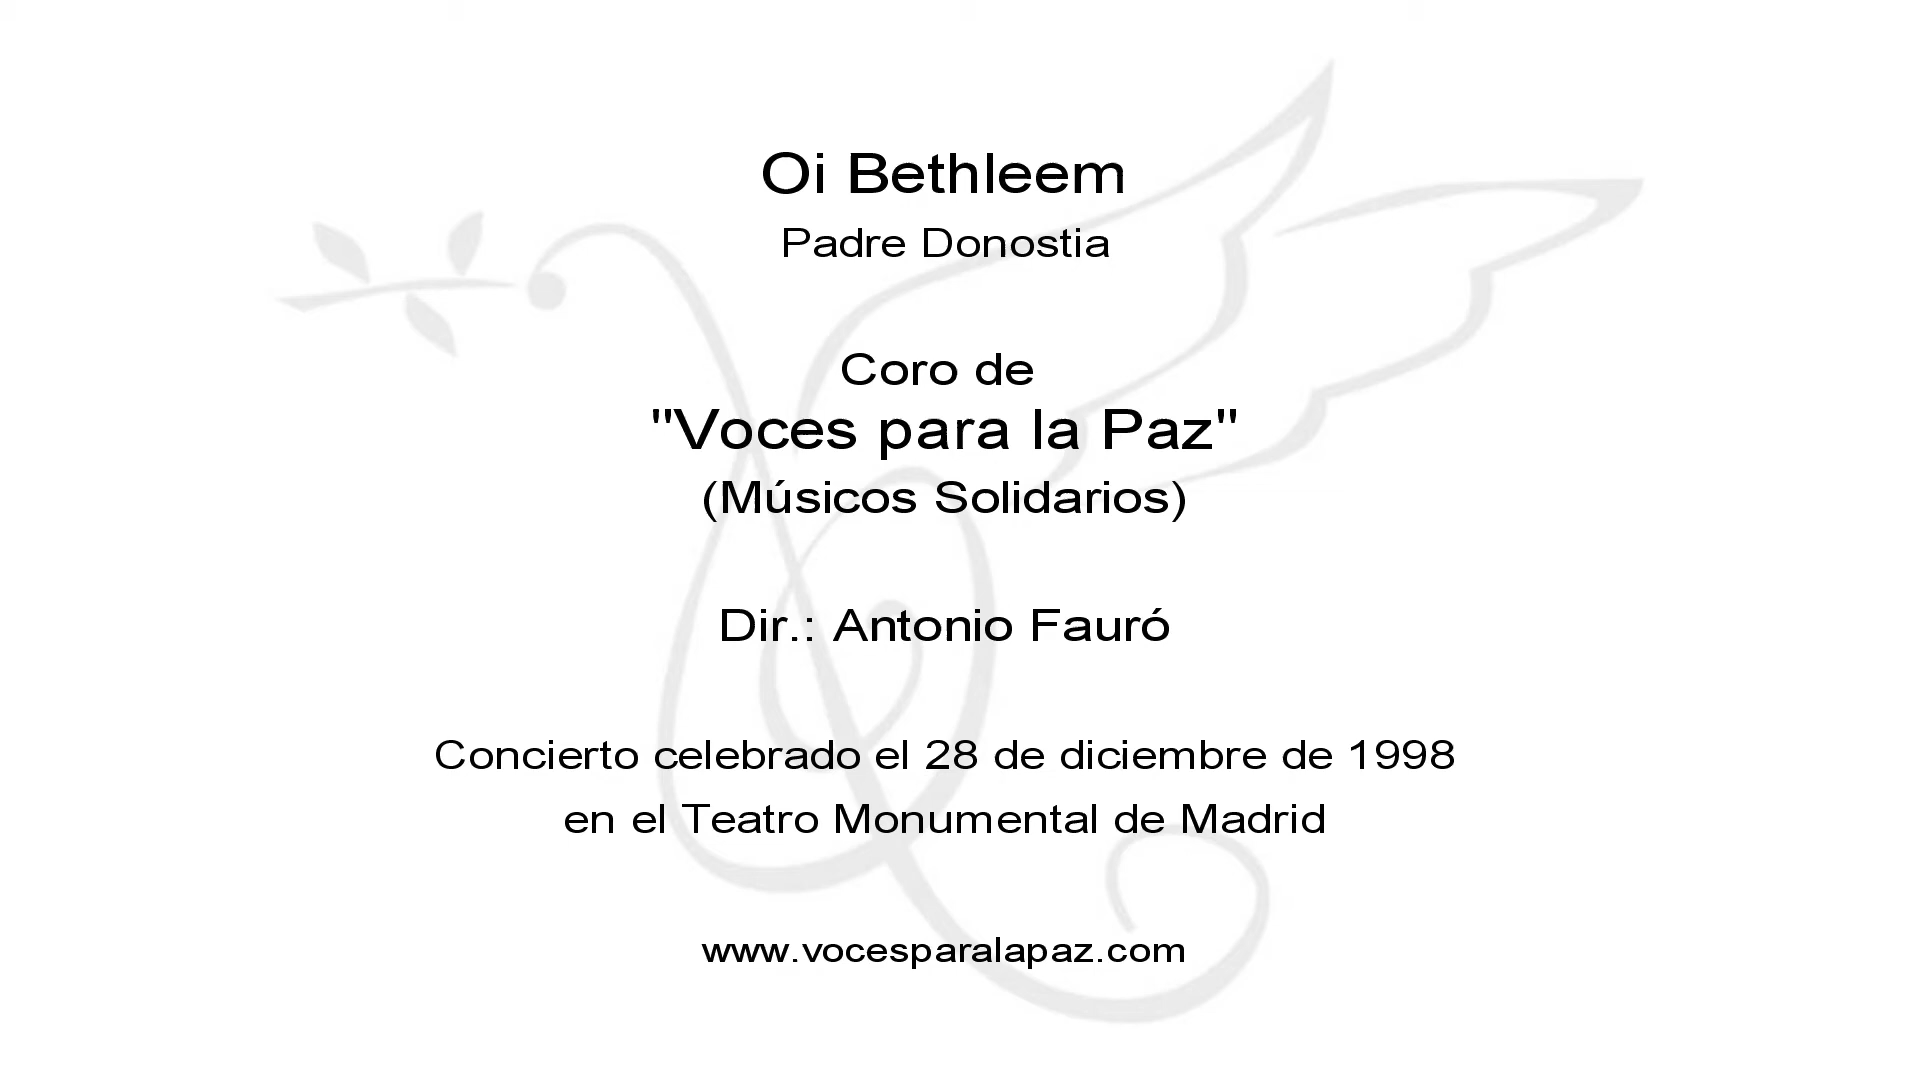 Oi Bethleem
Padre Donostia
Coro de
"Voces para la Paz"
(Músicos Solidarios)
Dir.: Antonio Fauró
Concierto celebrado el 28 de diciembre de 1998
en el Teatro Monumental de Madrid
www.vocesparalapaz.com